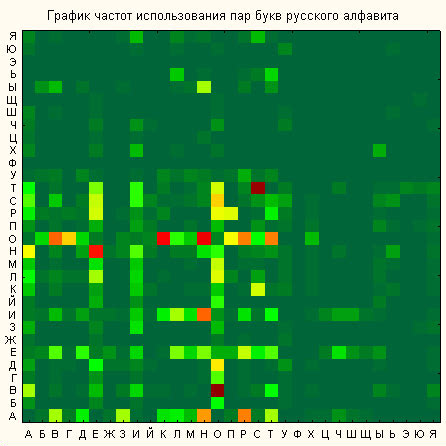 График частот использования пар букв русского алфавита
Я
Ю
Э
Ь
Ы
Щ
Ш
Ч
Ц
Х
Ф
У
Т
С
Р
П
О
Н
М
Л
К
Й
И
З
Ж
Е
Д
Г
В
Б
А
А Б В Г Д Е Ж З И Й К Л М Н О П Р С Т У Ф Х Ц Ч Ш Щ Ы Ь Э Ю Я